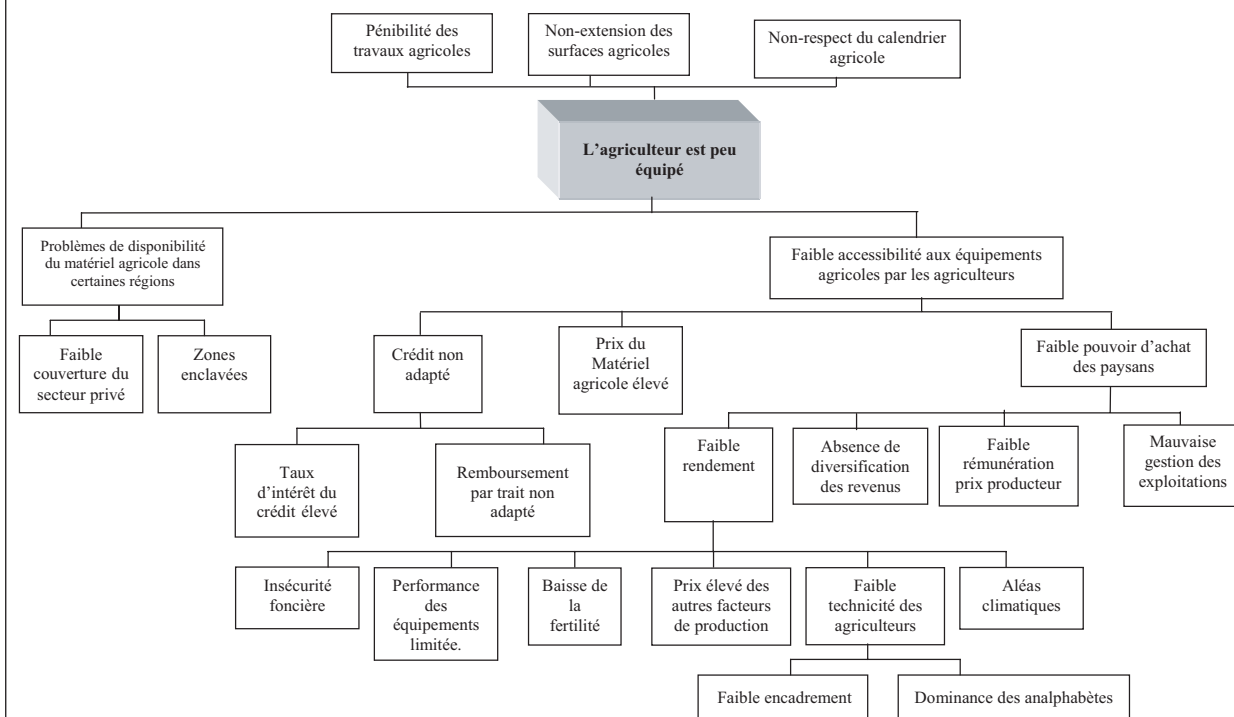 Pénibilité des
travaux agricoles
Non-extension des
surfaces agricoles
Non-respect du calendrier
agricole
L'agriculteur est peu
équipé
Problèmes de disponibilité
du matériel agricole dans
certaines régions
Faible accessibilité aux équipements
agricoles par les agriculteurs
Faible
couverture du
secteur privé
Zones
enclavées
Crédit non
adapté
Prix du
Matériel
agricole élevé
Faible pouvoir d'achat
des paysans
Taux
d'intérêt du
crédit élevé
Remboursement
par trait non
adapté
Faible
rendement
Absence de
diversification
des revenus
Faible
rémunération
prix producteur
Mauvaise
gestion des
exploitations
Insécurité
foncière
Performance
des
équipements
limitée.
Baisse de
la
fertilité
Prix élevé des
autres facteurs
de production
Faible
technicité des
agriculteurs
Aléas
climatiques
Faible encadrement
Dominance des analphabètes